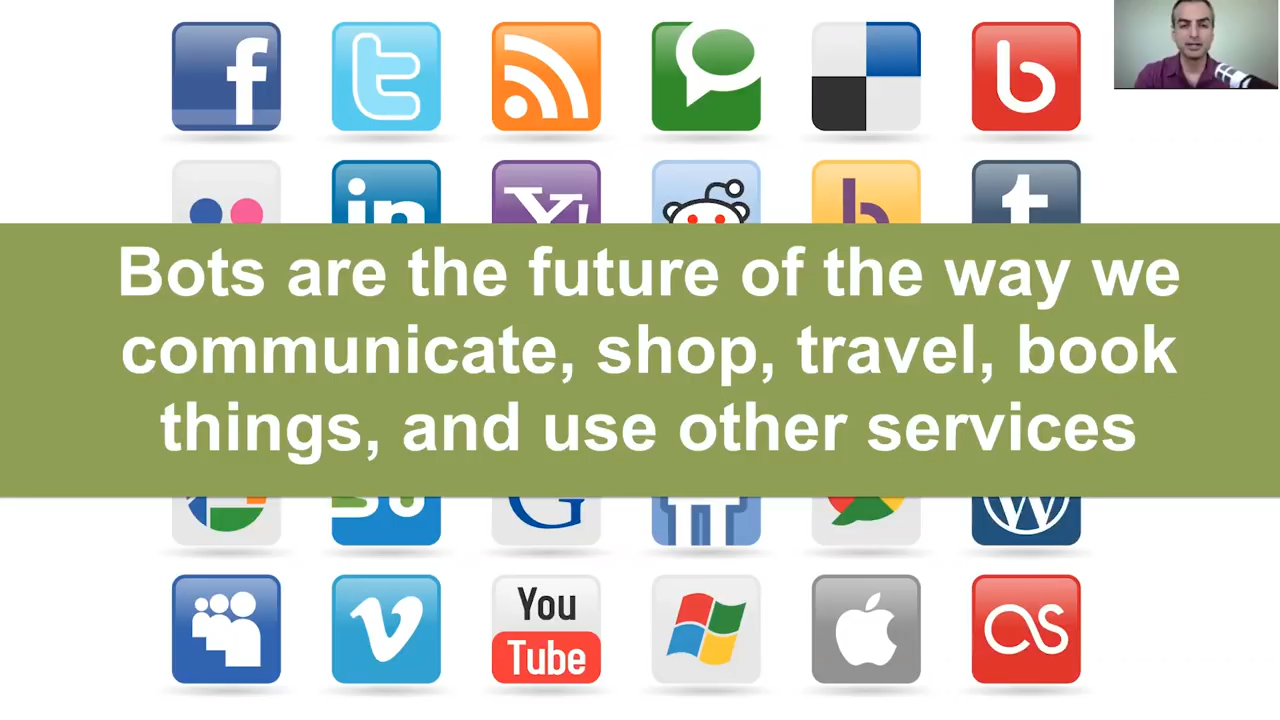 f t b
in Y! b t
Bots are the future of the way we
communicate, shop, travel, book
things, and use other services
G W
You
Tube